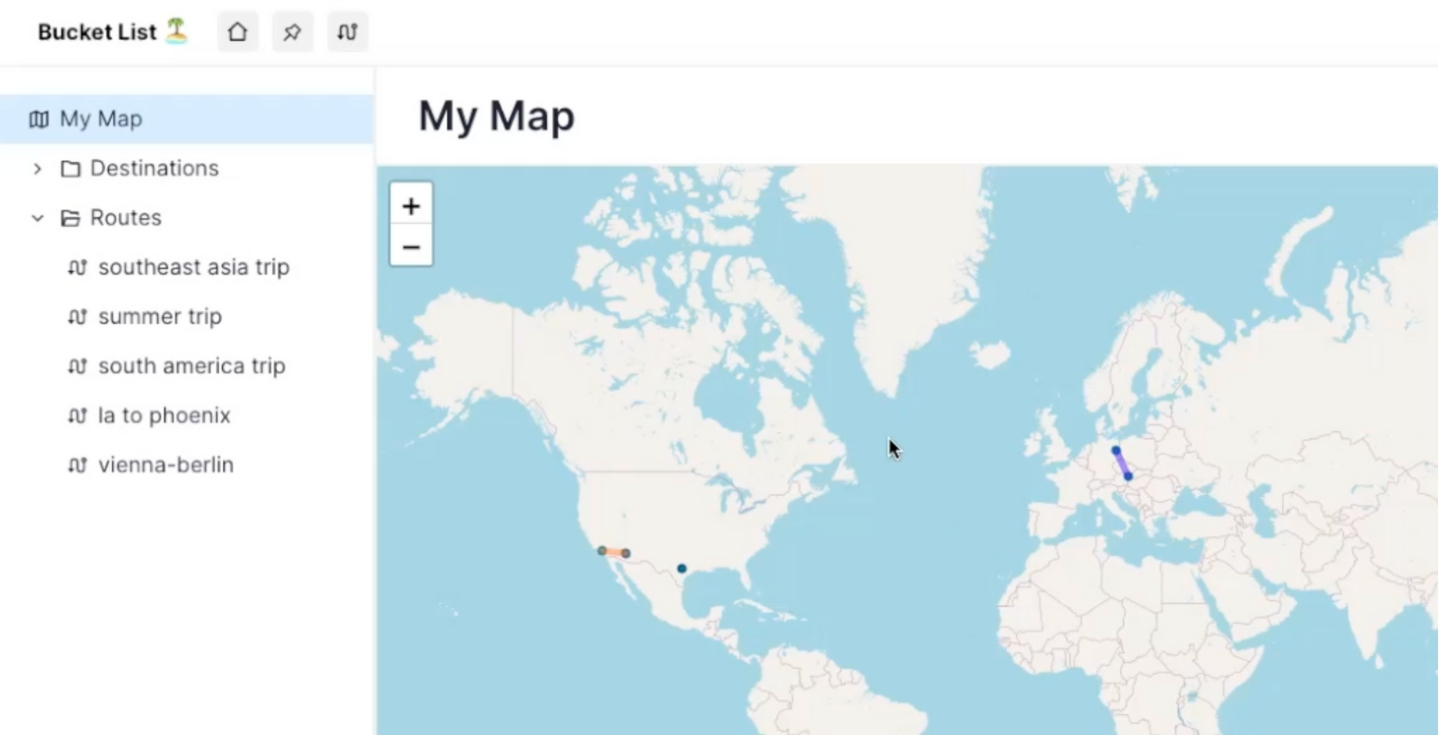 Bucket List 🏝️
My Map
Destinations
Routes
southeast asia trip
summer trip
south america trip
la to phoenix
vienna-berlin
My Map
+
−